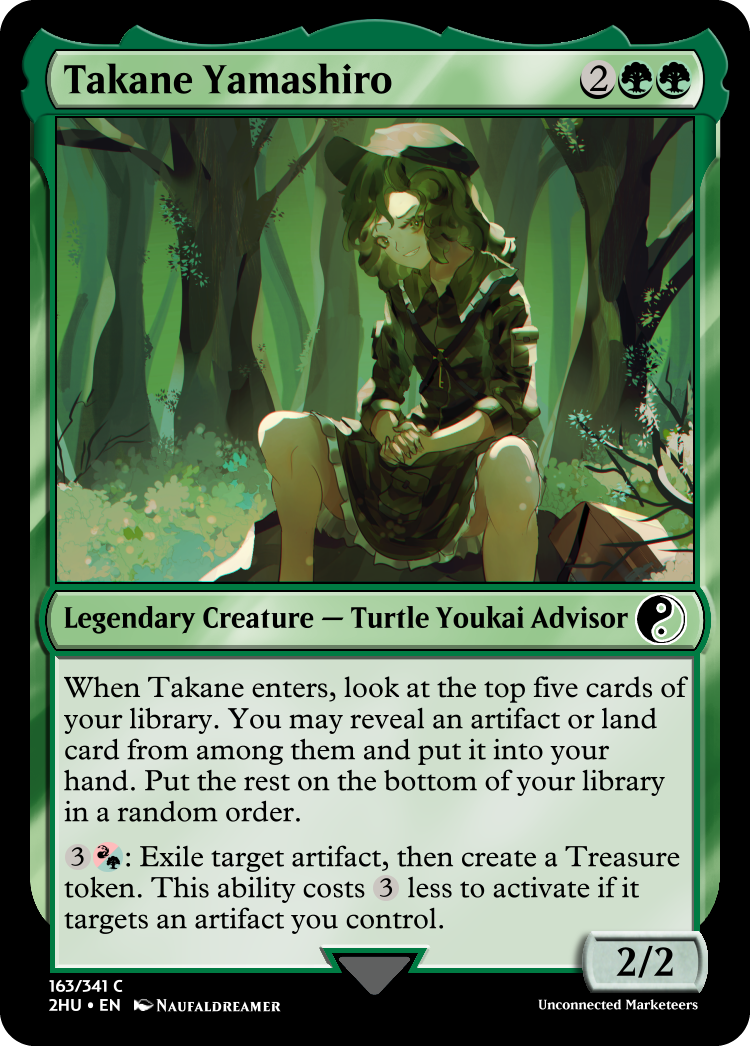 Takane Yamashiro 2
Legendary Creature — Turtle Youkai Advisor
When Takane enters, look at the top five cards of
your library. You may reveal an artifact or land
card from among them and put it into your
hand. Put the rest on the bottom of your library
in a random order.
3 : Exile target artifact, then create a Treasure
token. This ability costs 3 less to activate if it
targets an artifact you control.
2/2
163/341 C
2HU • EN Naufaldreamer
Unconnected Marketeers